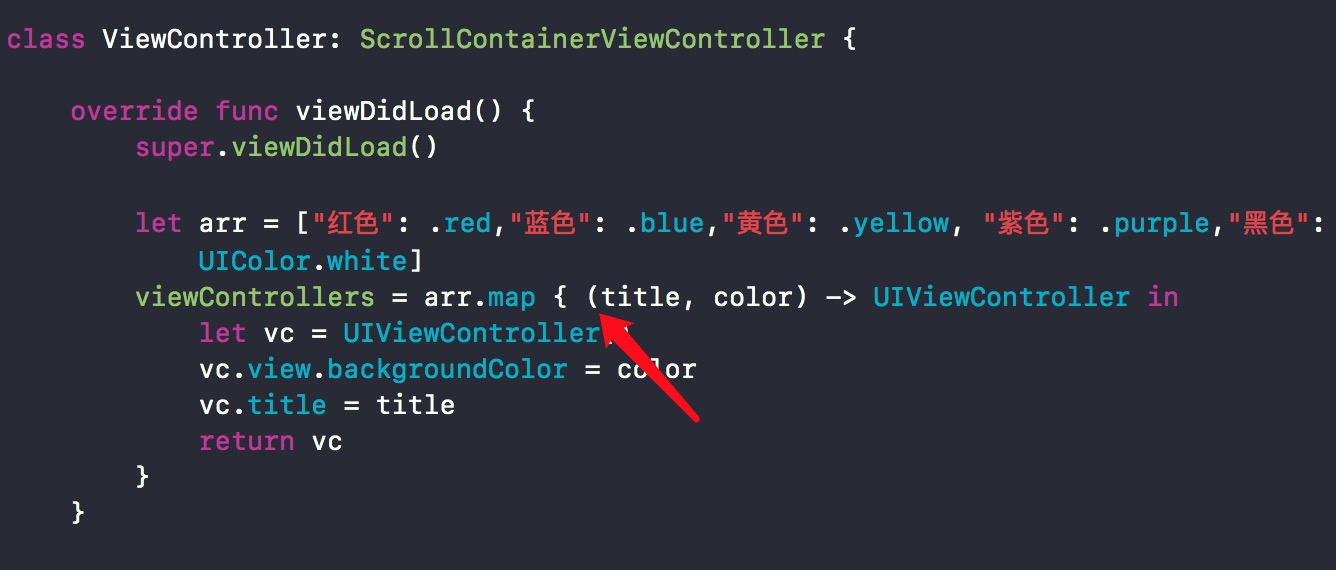 class ViewController: ScrollContainerViewController {
override func viewDidLoad() {
super.viewDidLoad()
let arr = ["红色": .red,"蓝色": .blue,"黄色": .yellow, "紫色": .purple,"黑色":
UIColor.white]
viewControllers = arr.map { (title, color) -> UIViewController in
let vc = UIViewController
vc.view.backgroundColor = color
vc.title = title
return vc
}
}